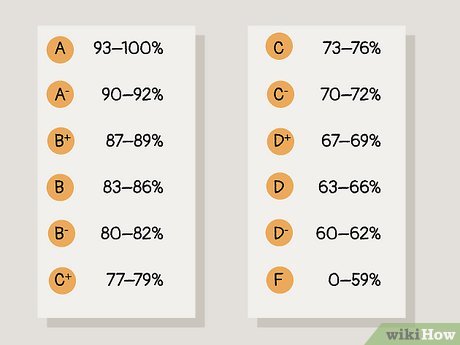 A 93–100%
A- 90–92%
B+ 87–89%
B 83–86%
B- 80–82%
C+ 77–79%
C 73–76%
C- 70–72%
D+ 67–69%
D 63–66%
D- 60–62%
F 0–59%
wikiHow